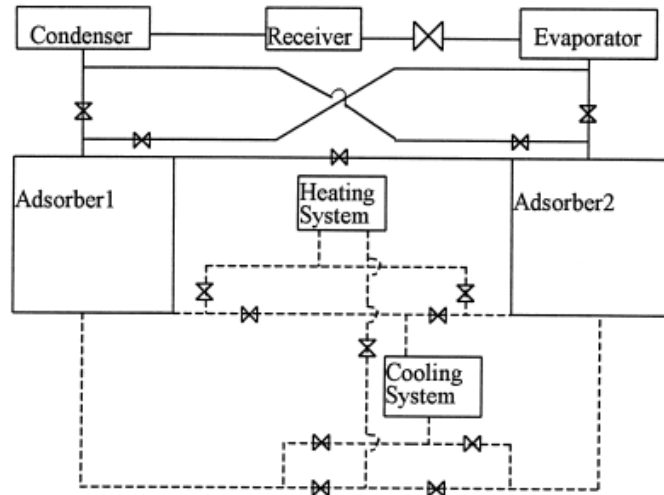 Condenser
Receiver
Evaporator
Adsorber1
Heating
System
Adsorber2
Cooling
System